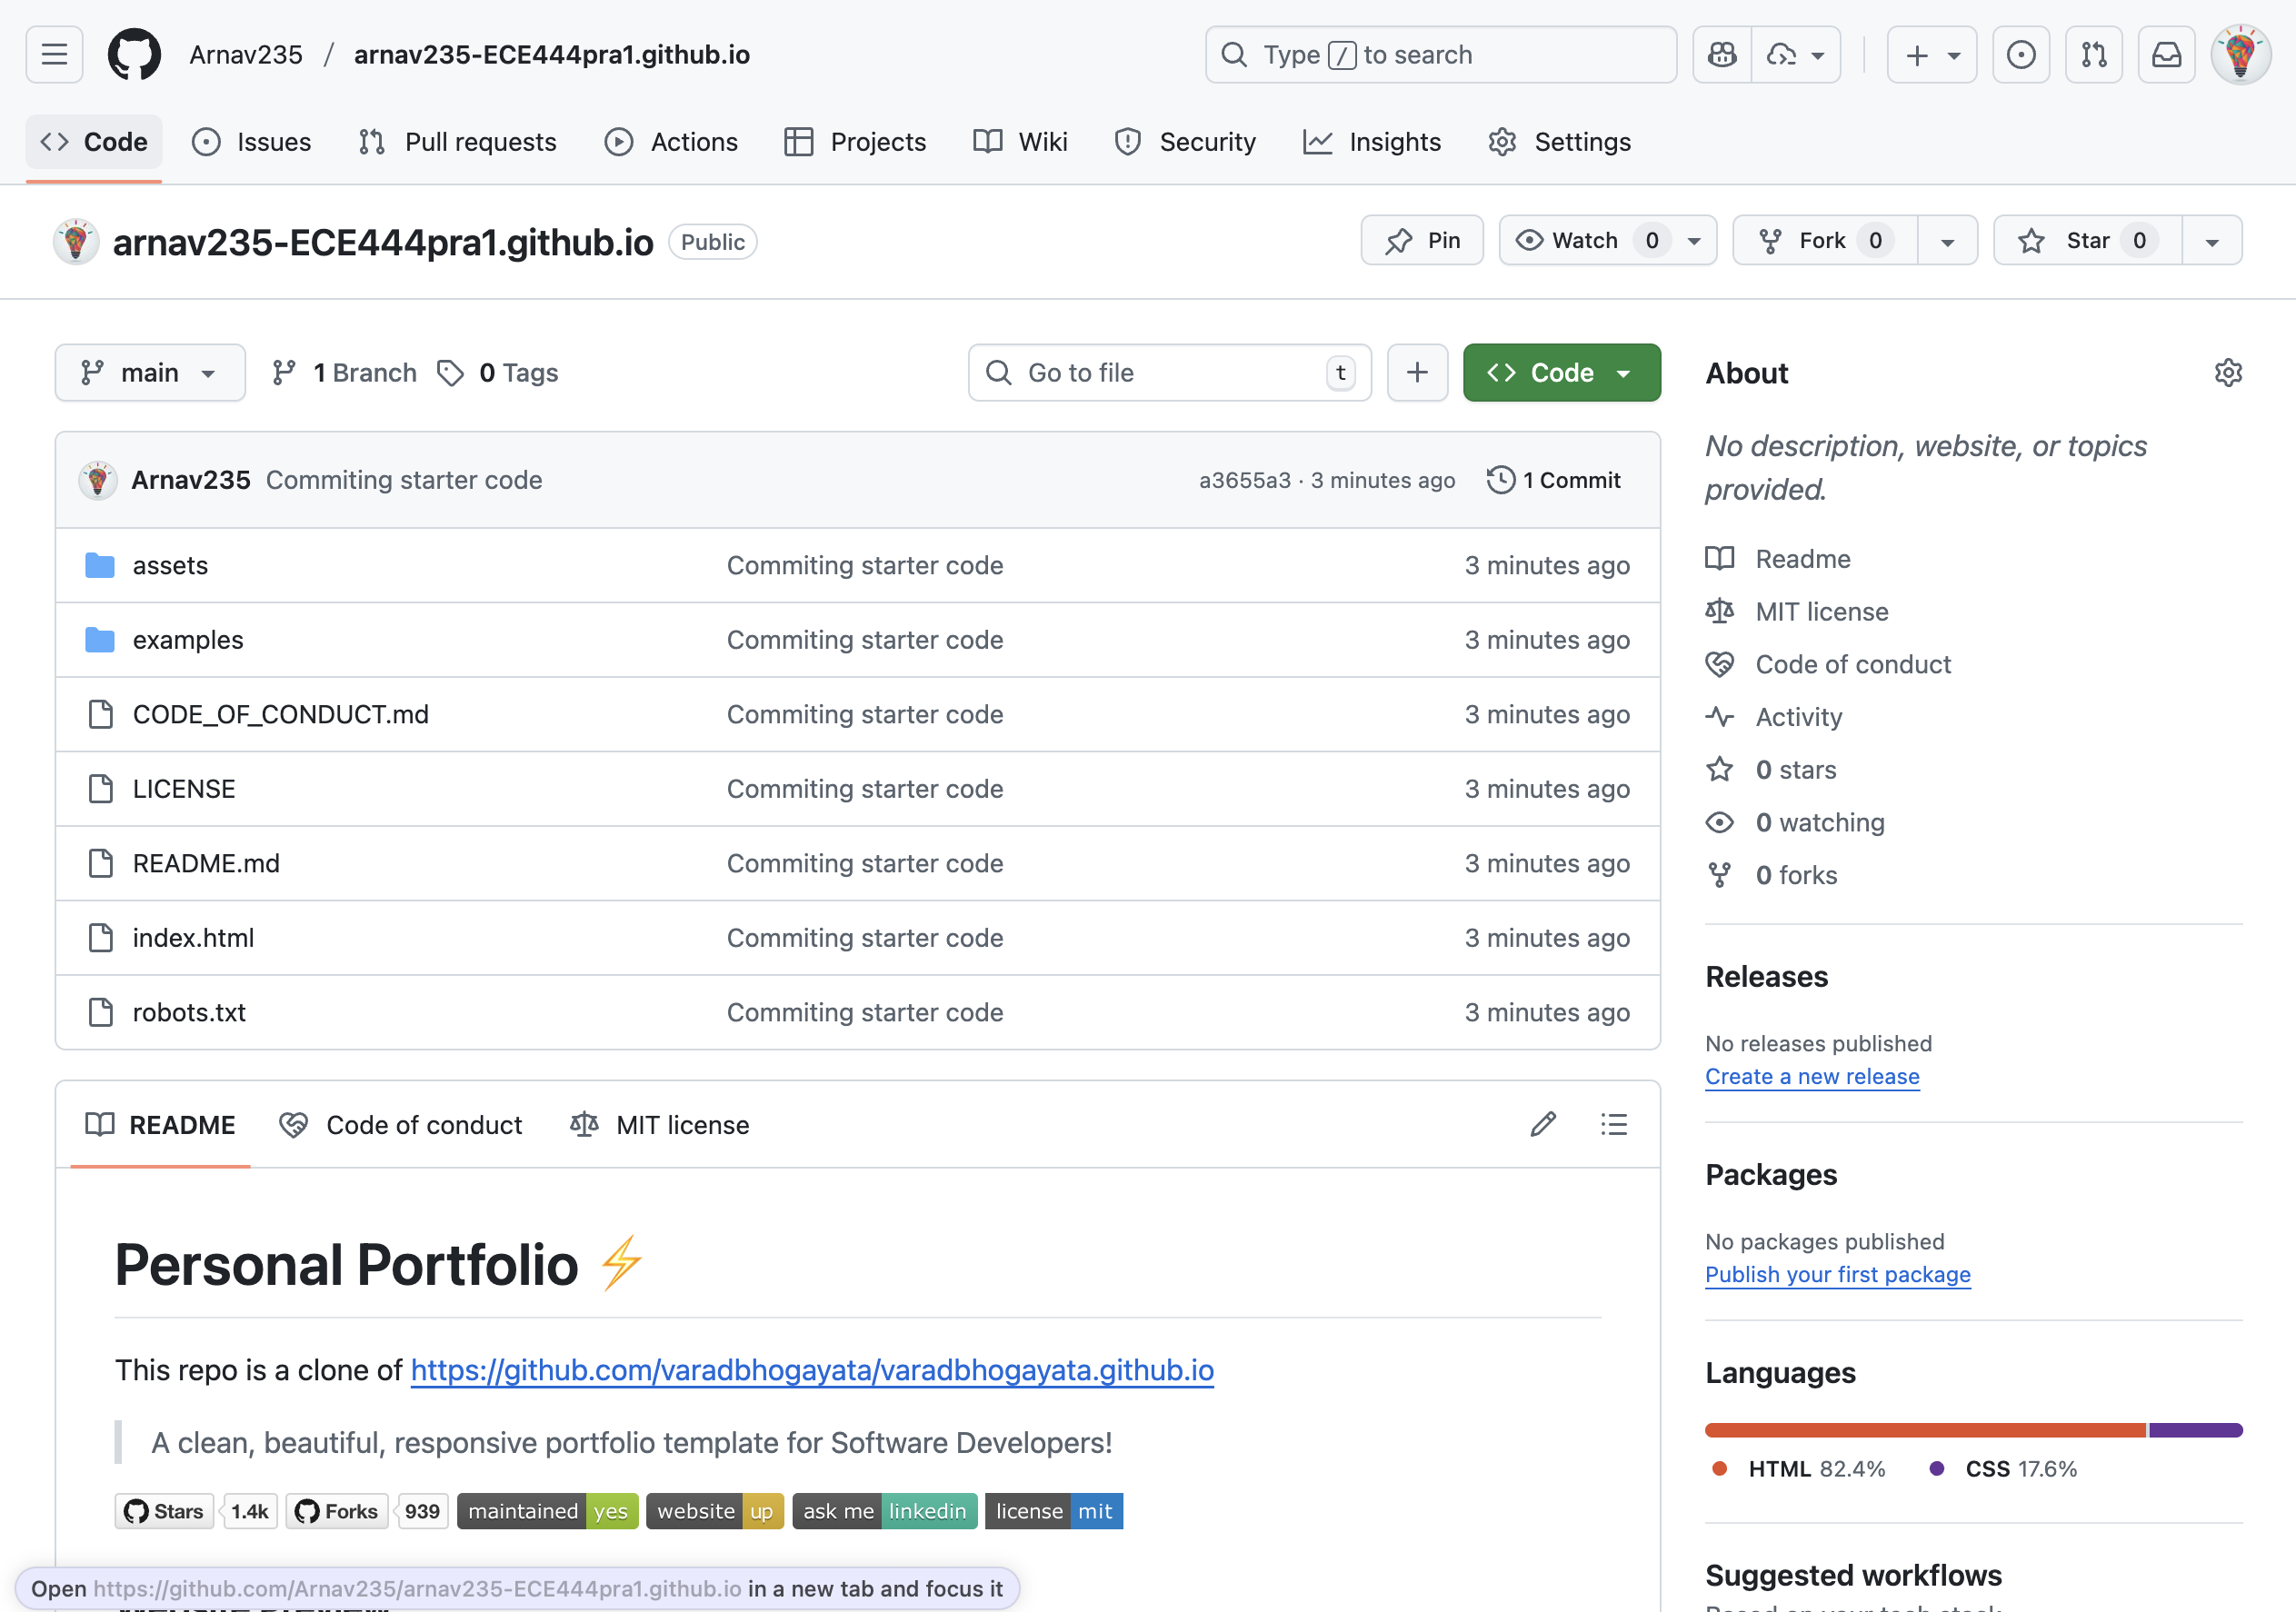 Arnav235 / arnav235-ECE444pra1.github.io
Type / to search
Code Issues Pull requests Actions Projects Wiki Security Insights Settings
arnav235-ECE444pra1.github.io Public
Pin Watch 0 Fork 0 Star 0
main 1 Branch 0 Tags
Go to file t
Code
Arnav235 Commiting starter code a3655a3 · 3 minutes ago 1 Commit
assets Commiting starter code 3 minutes ago
examples Commiting starter code 3 minutes ago
CODE_OF_CONDUCT.md Commiting starter code 3 minutes ago
LICENSE Commiting starter code 3 minutes ago
README.md Commiting starter code 3 minutes ago
index.html Commiting starter code 3 minutes ago
robots.txt Commiting starter code 3 minutes ago
README Code of conduct MIT license
Personal Portfolio ⚡
This repo is a clone of https://github.com/varadbhogayata/varadbhogayata.github.io
A clean, beautiful, responsive portfolio template for Software Developers!
Stars 1.4k Forks 939 maintained yes website up ask me linkedin license mit
Open https://github.com/Arnav235/arnav235-ECE444pra1.github.io in a new tab and focus it
About
No description, website, or topics
provided.
Readme
MIT license
Code of conduct
Activity
0 stars
0 watching
0 forks
Releases
No releases published
Create a new release
Packages
No packages published
Publish your first package
Languages
HTML 82.4% CSS 17.6%
Suggested workflows
Based on your tech stack